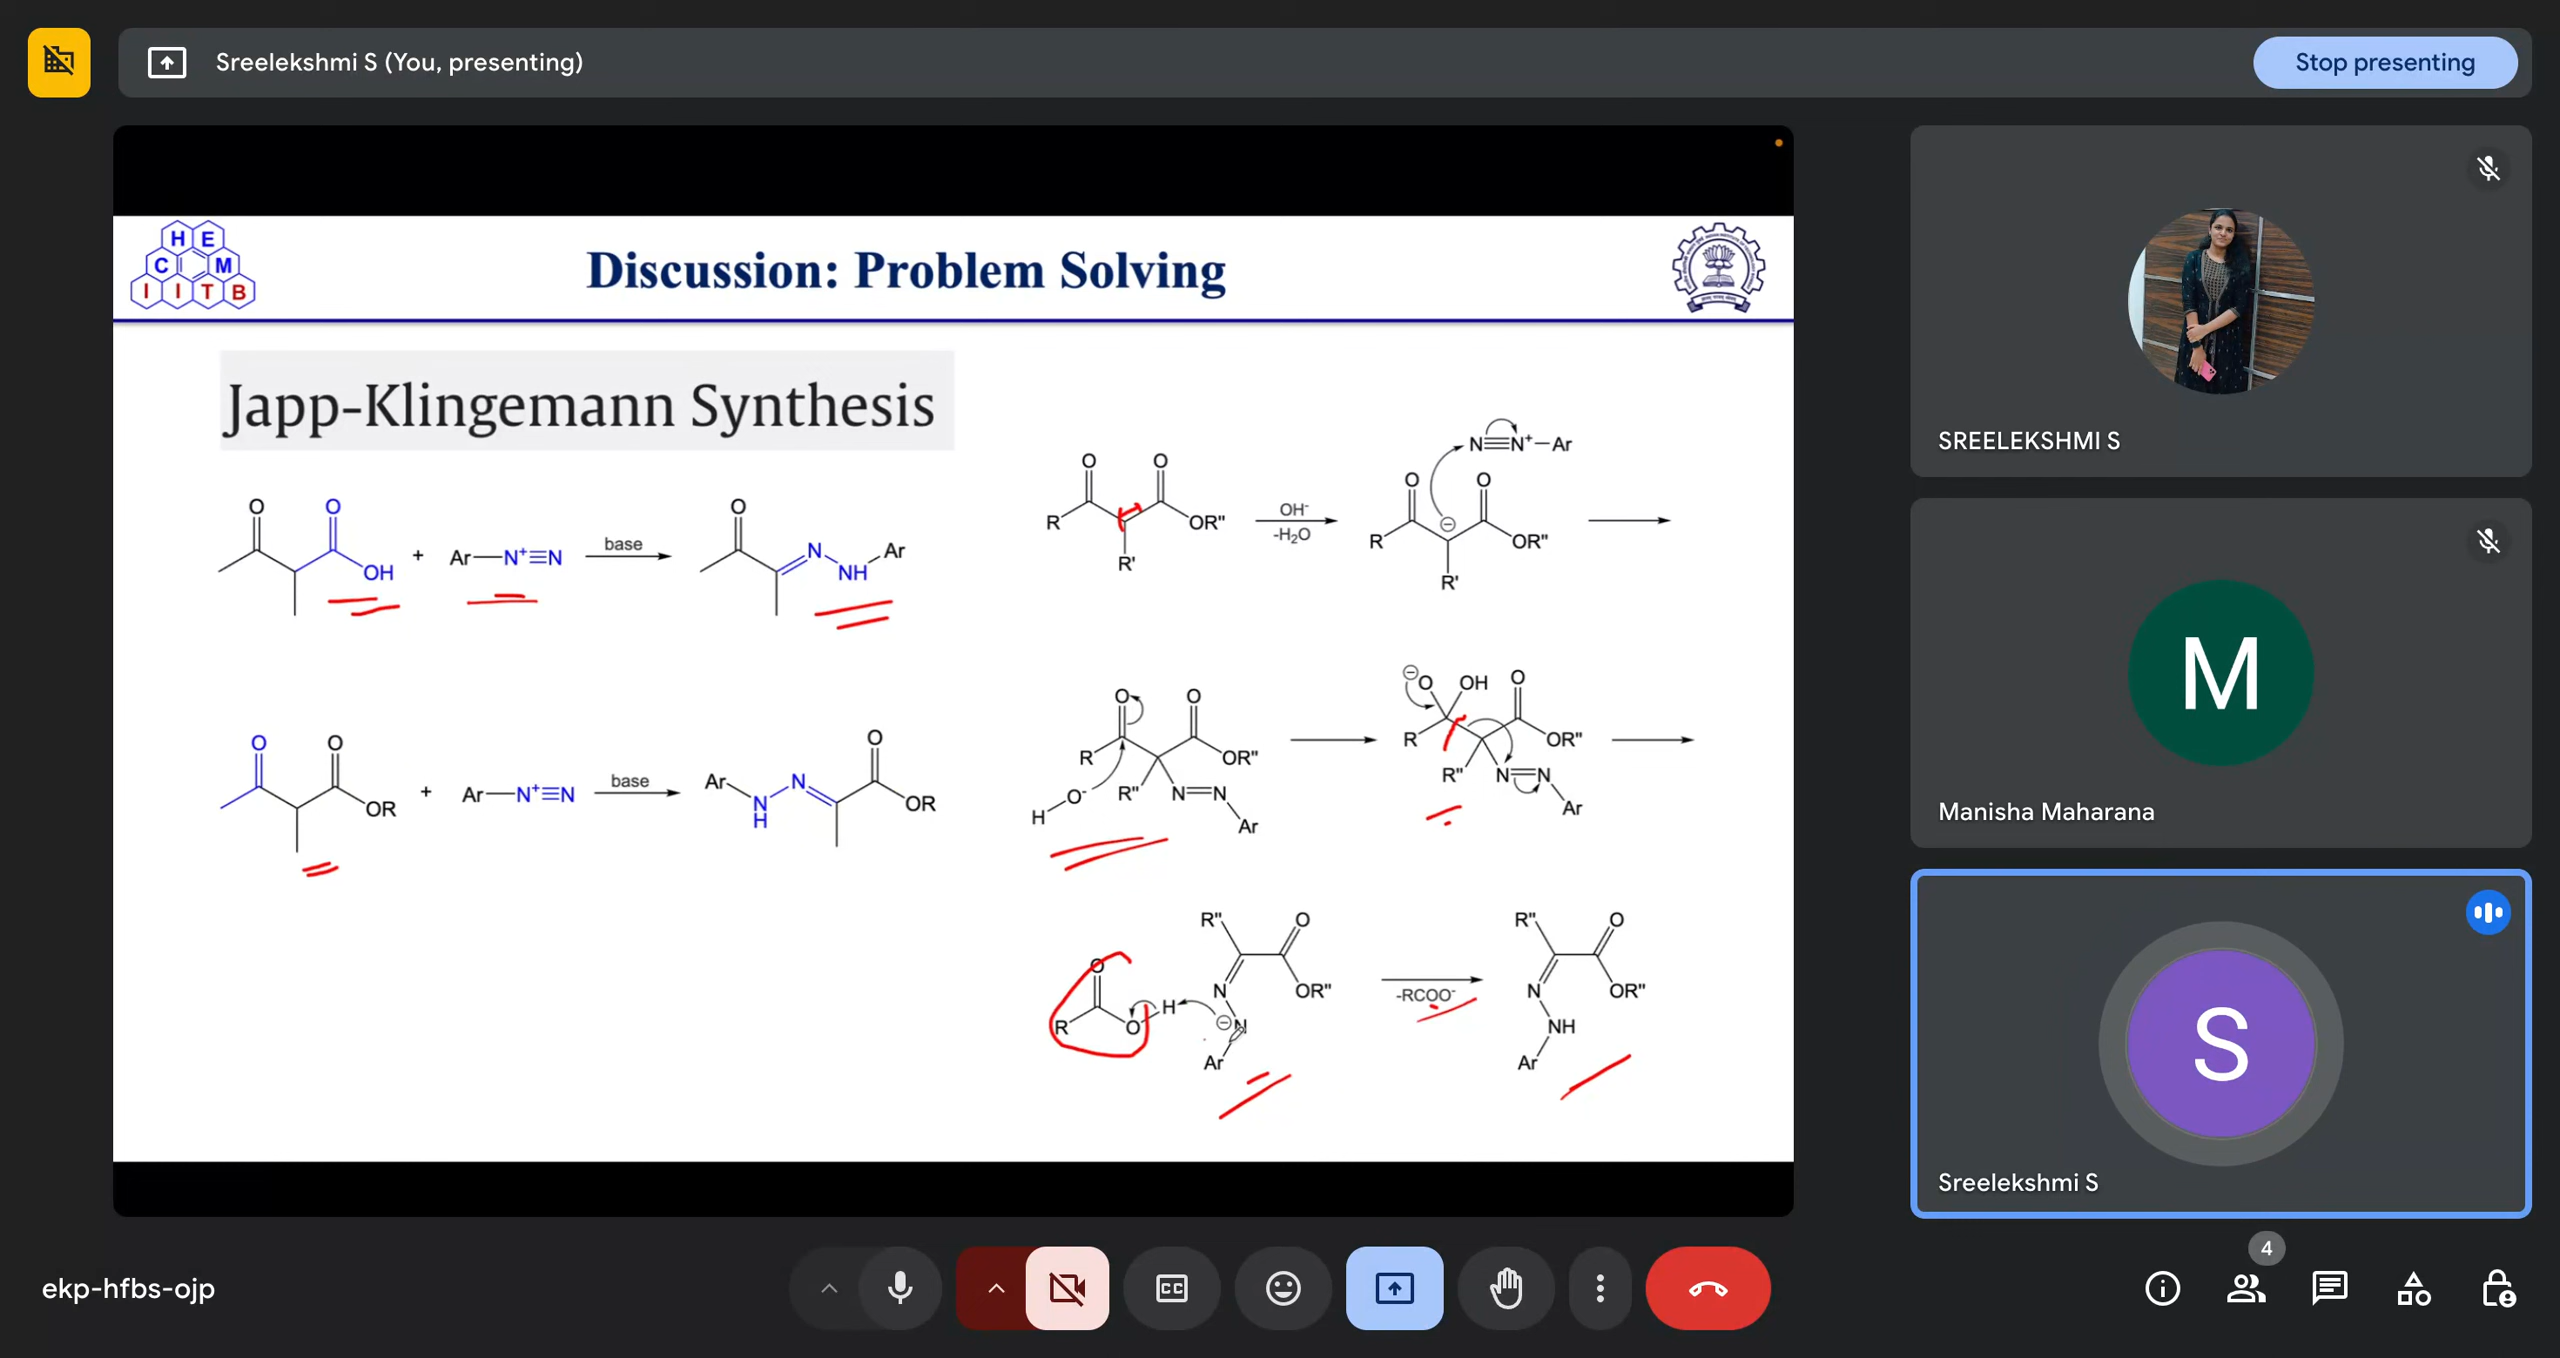 Sreelekshmi S (You, presenting)
Stop presenting
HE
CM
IITB
Discussion: Problem Solving
Japp-Klingemann Synthesis
O O OH + Ar N⁺≡N base O N NH Ar
O O OR + Ar N⁺≡N base Ar N H N O OR
R O O OR" R' OH⁻ -H₂O R O ⊖ O OR" R' N≡N⁺-Ar
H O⁻ R O O OR" R" N=N Ar
⊖ O OH R O OR" R" N=N Ar
R O O H R" O OR" N ⊖ N Ar -RCOO⁻ R" O OR" N NH Ar
SREELEKSHMI S
M
Manisha Maharana
S
Sreelekshmi S
ekp-hfbs-ojp
CC
4